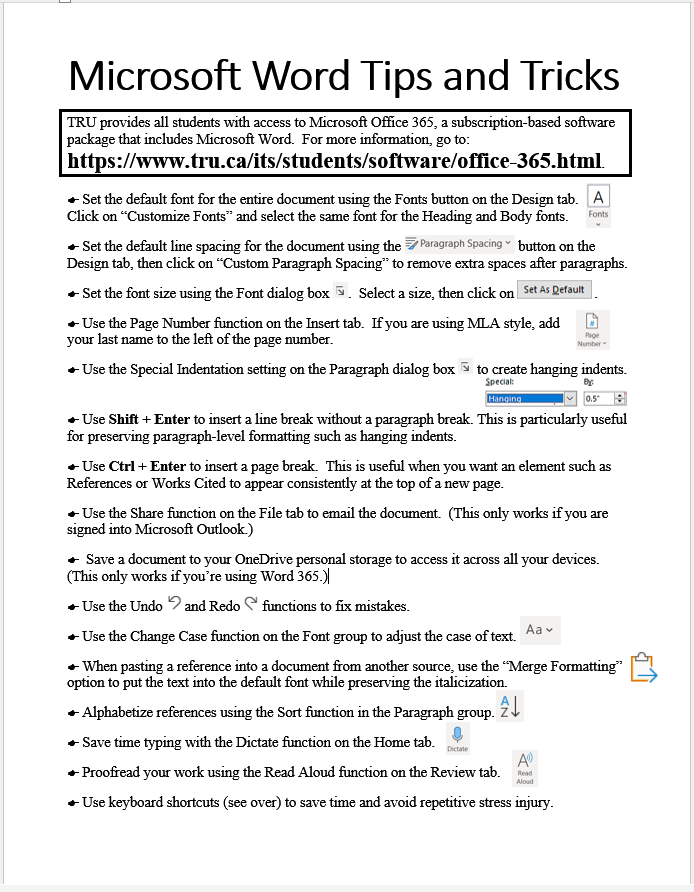 Microsoft Word Tips and Tricks
TRU provides all students with access to Microsoft Office 365, a subscription-based software
package that includes Microsoft Word.  For more information, go to:
https://www.tru.ca/its/students/software/office-365.html.
☛ Set the default font for the entire document using the Fonts button on the Design tab. A Fonts
Click on “Customize Fonts” and select the same font for the Heading and Body fonts.
☛ Set the default line spacing for the document using the Paragraph Spacing button on the
Design tab, then click on “Custom Paragraph Spacing” to remove extra spaces after paragraphs.
☛ Set the font size using the Font dialog box .  Select a size, then click on Set As Default .
☛ Use the Page Number function on the Insert tab.  If you are using MLA style, add
your last name to the left of the page number.
# Page
Number
☛ Use the Special Indentation setting on the Paragraph dialog box to create hanging indents.
Special: By:
Hanging 0.5"
☛ Use Shift + Enter to insert a line break without a paragraph break. This is particularly useful
for preserving paragraph-level formatting such as hanging indents.
☛ Use Ctrl + Enter to insert a page break.  This is useful when you want an element such as
References or Works Cited to appear consistently at the top of a new page.
☛ Use the Share function on the File tab to email the document.  (This only works if you are
signed into Microsoft Outlook.)
☛  Save a document to your OneDrive personal storage to access it across all your devices.
(This only works if you’re using Word 365.)
☛ Use the Undo and Redo functions to fix mistakes.
☛ Use the Change Case function on the Font group to adjust the case of text. Aa
☛ When pasting a reference into a document from another source, use the “Merge Formatting”
option to put the text into the default font while preserving the italicization.
☛ Alphabetize references using the Sort function in the Paragraph group. A Z
☛ Save time typing with the Dictate function on the Home tab. Dictate
☛ Proofread your work using the Read Aloud function on the Review tab.
A Read
Aloud
☛ Use keyboard shortcuts (see over) to save time and avoid repetitive stress injury.